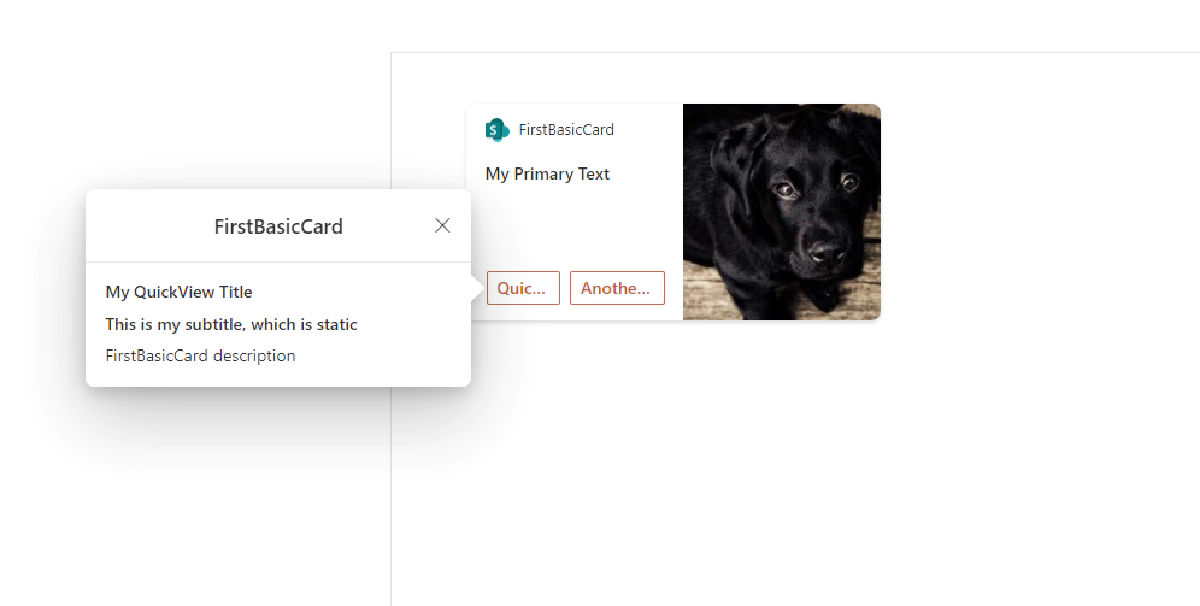 FirstBasicCard
My Primary Text
Quic...
Anothe...
FirstBasicCard
My QuickView Title
This is my subtitle, which is static
FirstBasicCard description